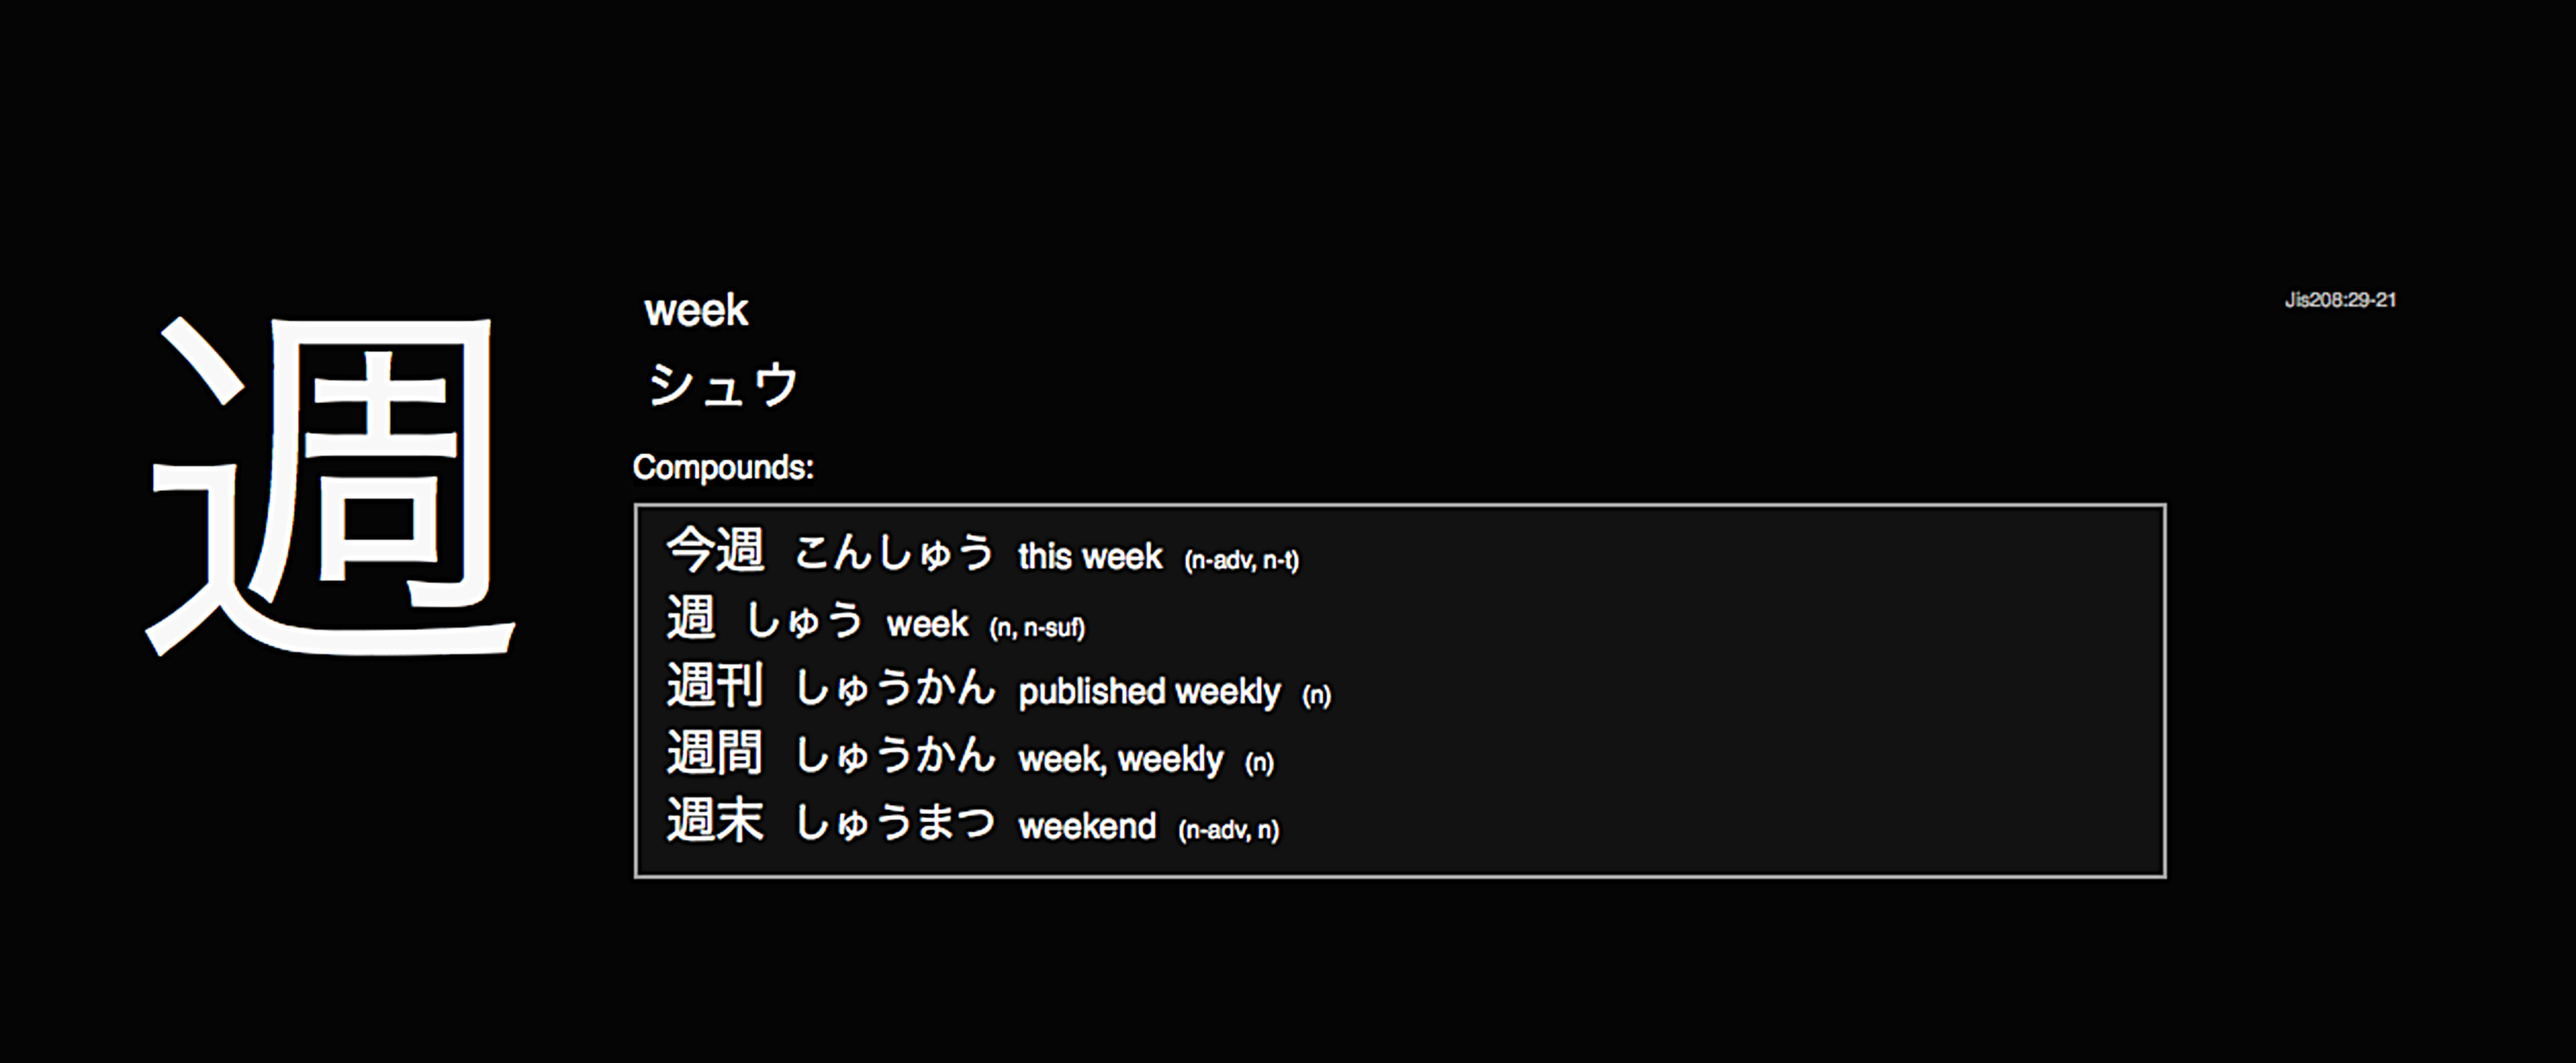 週
week
Jis208:29-21
シュウ
Compounds:
今週 こんしゅう this week (n-adv, n-t)
週 しゅう week (n, n-suf)
週刊 しゅうかん published weekly (n)
週間 しゅうかん week, weekly (n)
週末 しゅうまつ weekend (n-adv, n)